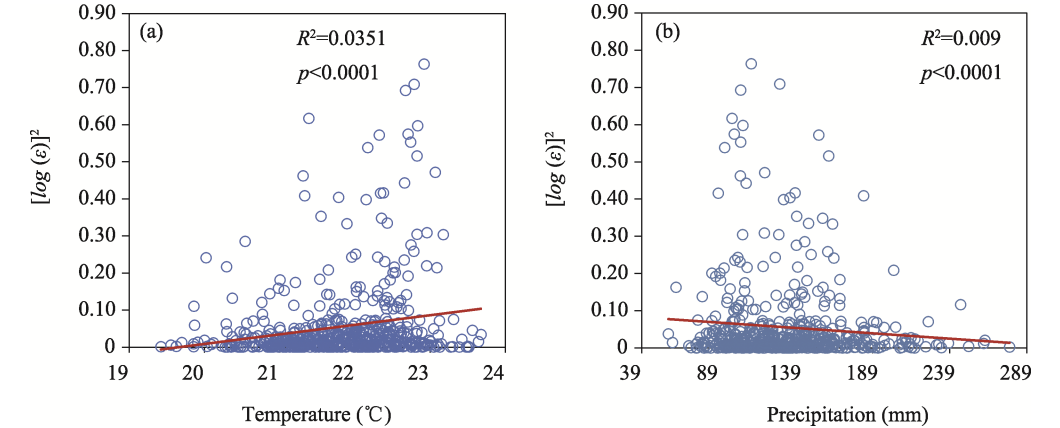 (a)
R²=0.0351
p<0.0001
[log (ε)]²
0.90
0.80
0.70
0.60
0.50
0.40
0.30
0.20
0.10
0
19 20 21 22 23 24
Temperature (℃)
(b)
R²=0.009
p<0.0001
[log (ε)]²
0.90
0.80
0.70
0.60
0.50
0.40
0.30
0.20
0.10
0
39 89 139 189 239 289
Precipitation (mm)